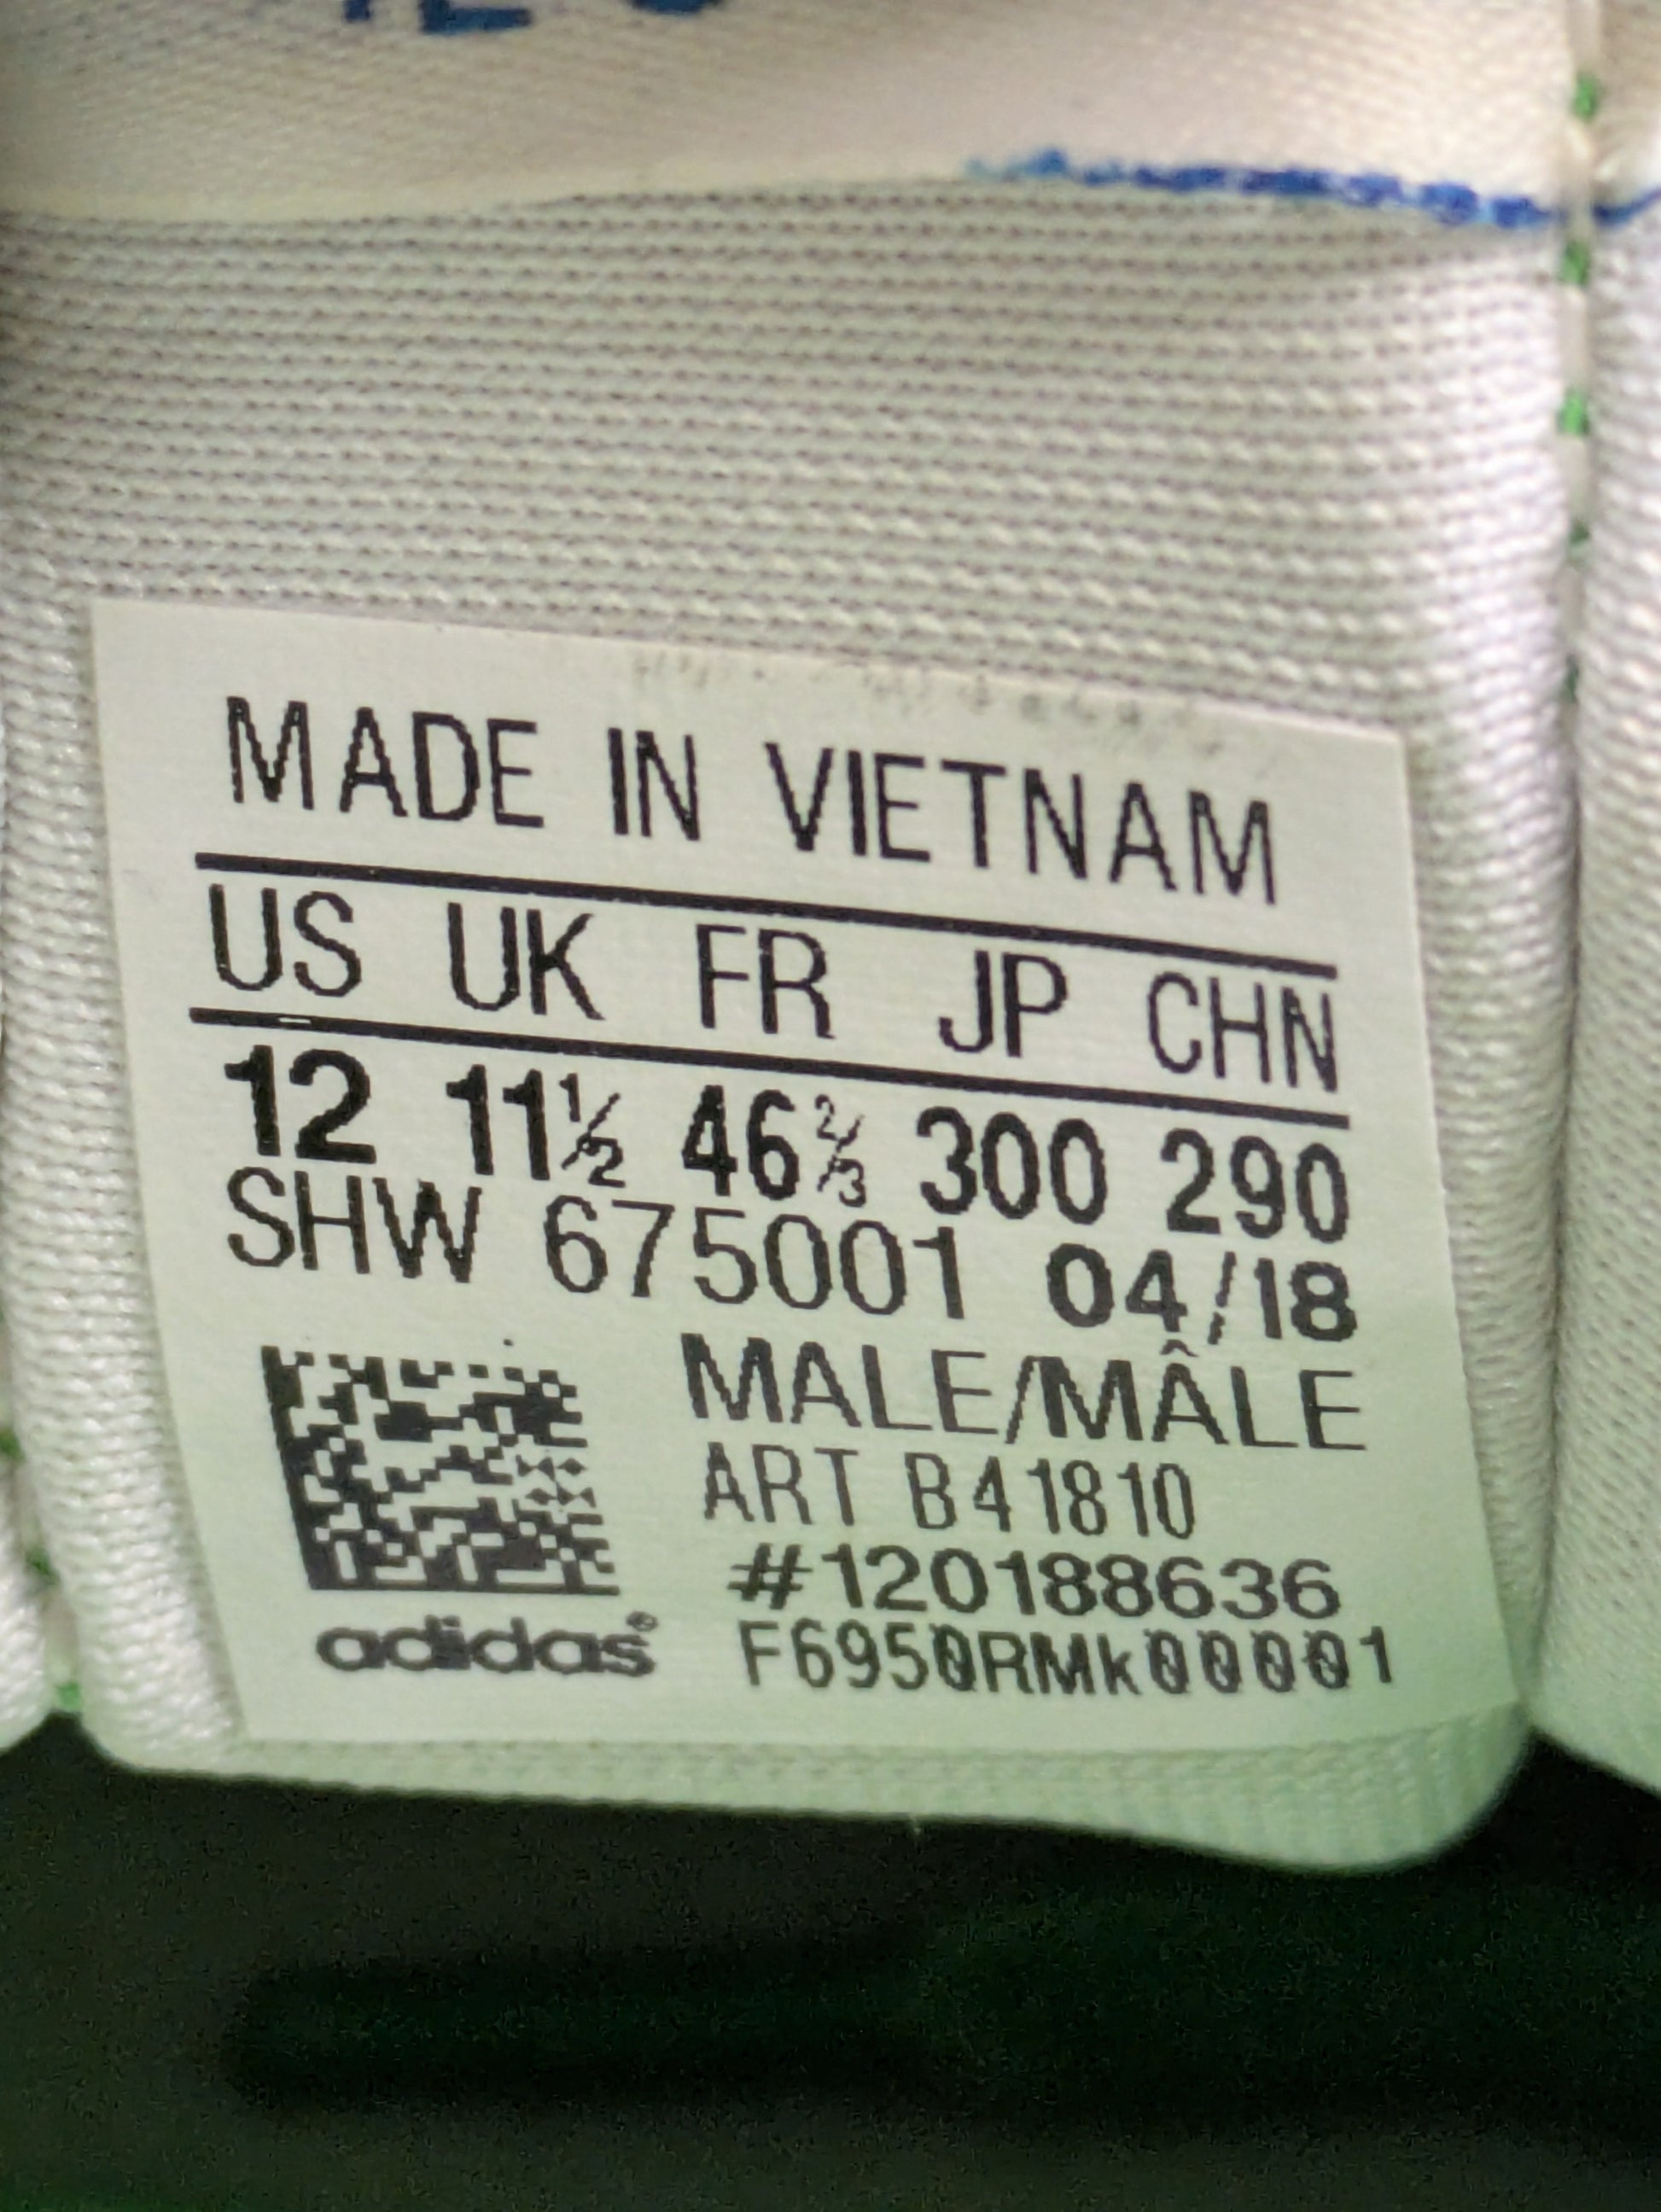 MADE IN VIETNAM
US UK FR JP CHN
12 11½ 46⅔ 300 290
SHW 675001 04/18
MALE/MÂLE
ART B41810
#120188636
adidas® F6950RMk00001